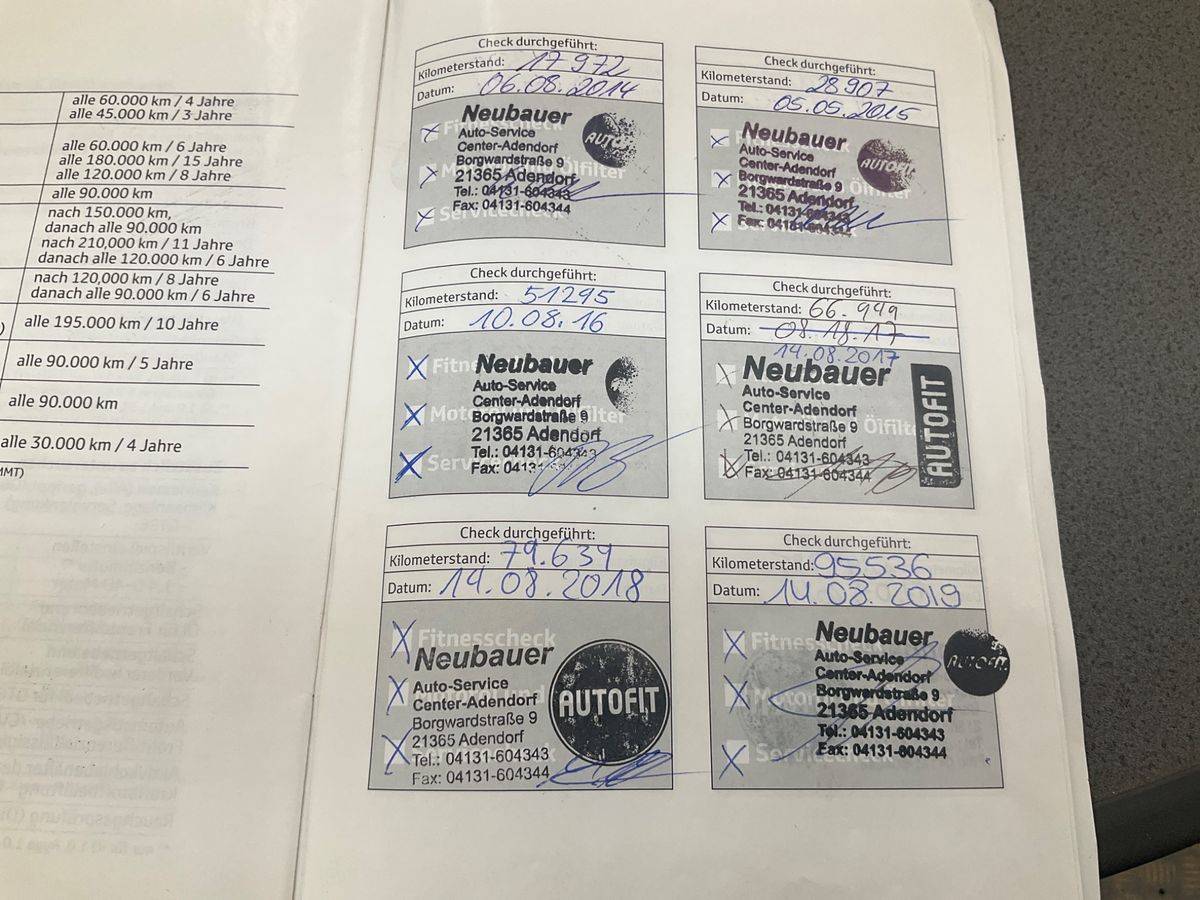 alle 60.000 km / 4 Jahre
alle 45.000 km / 3 Jahre
alle 60.000 km / 6 Jahre
alle 180.000 km / 15 Jahre
alle 120.000 km / 8 Jahre
alle 90.000 km
nach 150.000 km,
danach alle 90.000 km
nach 210,000 km / 11 Jahre
danach alle 120.000 km / 6 Jahre
nach 120,000 km / 8 Jahre
danach alle 90.000 km / 6 Jahre
alle 195.000 km / 10 Jahre
alle 90.000 km / 5 Jahre
alle 90.000 km
alle 30.000 km / 4 Jahre
MMT)
Check durchgeführt:
Kilometerstand: 17972
Datum: 06.08.2014
Neubauer
Auto-Service
Center-Adendorf
Borgwardstraße 9
21365 Adendorf
Tel.: 04131-604343
Fax: 04131-604344
Fitnesscheck
Ölfilter
Servicecheck
Check durchgeführt:
Kilometerstand: 28907
Datum: 05.05.2015
Neubauer
Auto-Service
Center-Adendorf
Borgwardstraße 9
21365 Adendorf
Tel.: 04131-604343
Fax: 04131-604344
AUTOFIT
Ölfilter
Check durchgeführt:
Kilometerstand: 51295
Datum: 10.08.16
Neubauer
Auto-Service
Center-Adendorf
Borgwardstraße 9
21365 Adendorf
Tel.: 04131-604343
Fax: 04131
Check durchgeführt:
Kilometerstand: 66.949
Datum: 08.18.17
14.08.2017
Neubauer
Auto-Service
Center-Adendorf
Borgwardstraße 9
21365 Adendorf
Tel.: 04131-604343
Fax: 04131-604344
AUTOFIT
Ölfilter
Check durchgeführt:
Kilometerstand: 79.639
Datum: 14.08.2018
Fitnesscheck
Neubauer
Auto-Service
Center-Adendorf
Borgwardstraße 9
21365 Adendorf
Tel.: 04131-604343
Fax: 04131-604344
AUTOFIT
Check durchgeführt:
Kilometerstand: 95536
Datum: 14.08.2019
Neubauer
Auto-Service
Center-Adendorf
Borgwardstraße 9
21365 Adendorf
Tel.: 04131-604343
Fax: 04131-604344
AUTOFIT
Servicecheck